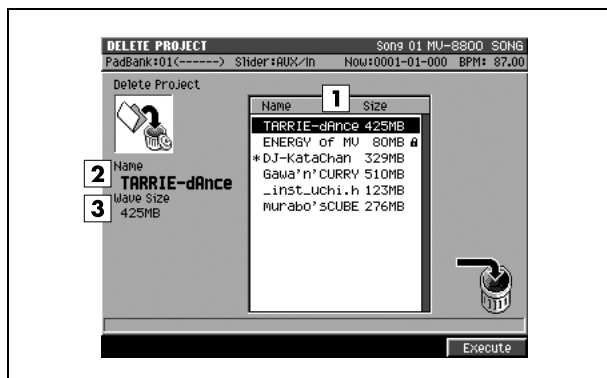 DELETE PROJECT Song 01 MV-8800 SONG
PadBank:01(------) Slider:AUX/In Now:0001-01-000 BPM: 87.00
Delete Project
Name 1 Size
TARRIE-dAnce 425MB
ENERGY of MV 80MB
*DJ-KataChan 329MB
Gawa'n'CURRY 510MB
_inst_uchi.h 123MB
murabo'sCUBE 276MB
Name
2 TARRIE-dAnce
Wave Size
3 425MB
Execute